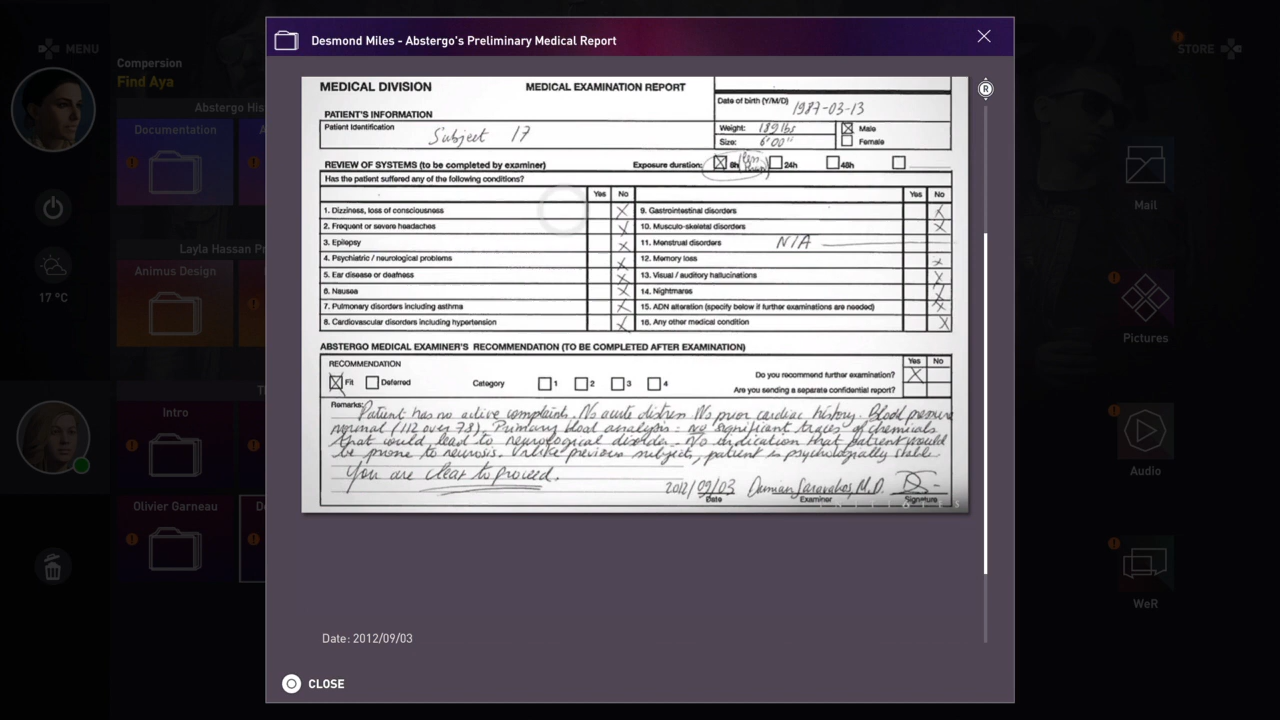 MENU
STORE
Compersion
Find Aya
Abstergo His
Documentation
A
Layla Hassan Pr
Animus Design
17 °C
Intro
Olivier Garneau
Mail
Pictures
Audio
WeR
Desmond Miles - Abstergo's Preliminary Medical Report
R
MEDICAL DIVISION MEDICAL EXAMINATION REPORT
Date of birth (Y/M/D) 1987-03-13
PATIENT'S INFORMATION
Patient Identification Subject 17
Weight: 189 lbs Male
Size: 6'00" Female
REVIEW OF SYSTEMS (to be completed by examiner) Exposure duration: 8h 24h 48h
Has the patient suffered any of the following conditions?
Yes No Yes No
1. Dizziness, loss of consciousness 9. Gastrointestinal disorders
2. Frequent or severe headaches 10. Musculo-skeletal disorders
3. Epilepsy 11. Menstrual disorders N/A
4. Psychiatric / neurological problems 12. Memory loss
5. Ear disease or deafness 13. Visual / auditory hallucinations
6. Nausea 14. Nightmares
7. Pulmonary disorders including asthma 15. ADN alteration (specify below if further examinations are needed)
8. Cardiovascular disorders including hypertension 16. Any other medical condition
ABSTERGO MEDICAL EXAMINER'S RECOMMENDATION (TO BE COMPLETED AFTER EXAMINATION)
RECOMMENDATION Yes No
Fit Deferred Category 1 2 3 4 Do you recommend further examination?
Are you sending a separate confidential report?
Remarks: Patient has no active complaints. No acute distress. No prior cardiac history. Blood pressure
normal (112 over 78). Primary blood analysis: no significant traces of chemicals
that could lead to neurological disorder. No indication that patient would
be prone to neurosis. Unlike previous subjects, patient is psychologically stable.
You are clear to proceed.
2012/09/03 Damian Saravakos, M.D.
Date Examiner Signature
Date: 2012/09/03
CLOSE